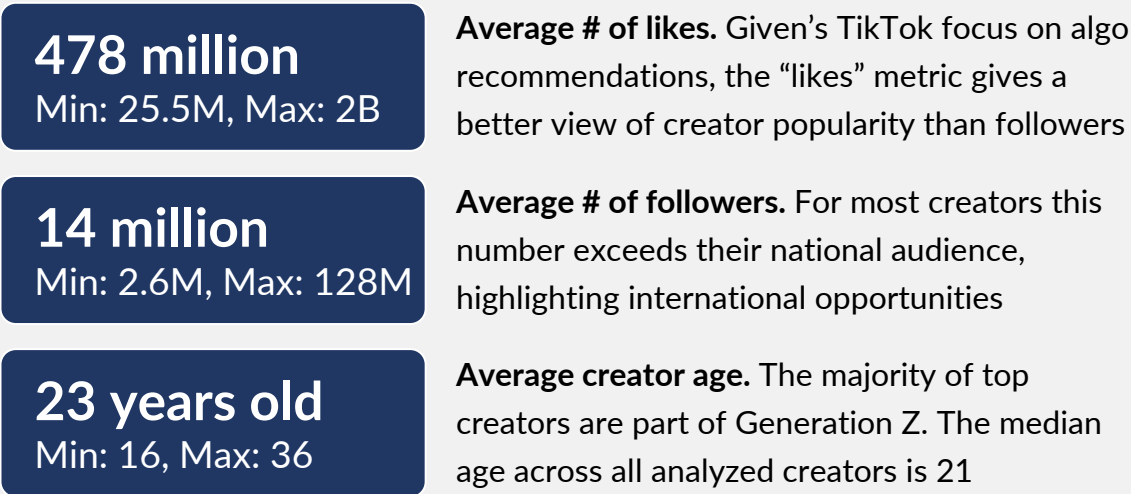 478 million
Min: 25.5M, Max: 2B
Average # of likes. Given’s TikTok focus on algo
recommendations, the “likes” metric gives a
better view of creator popularity than followers
14 million
Min: 2.6M, Max: 128M
Average # of followers. For most creators this
number exceeds their national audience,
highlighting international opportunities
23 years old
Min: 16, Max: 36
Average creator age. The majority of top
creators are part of Generation Z. The median
age across all analyzed creators is 21